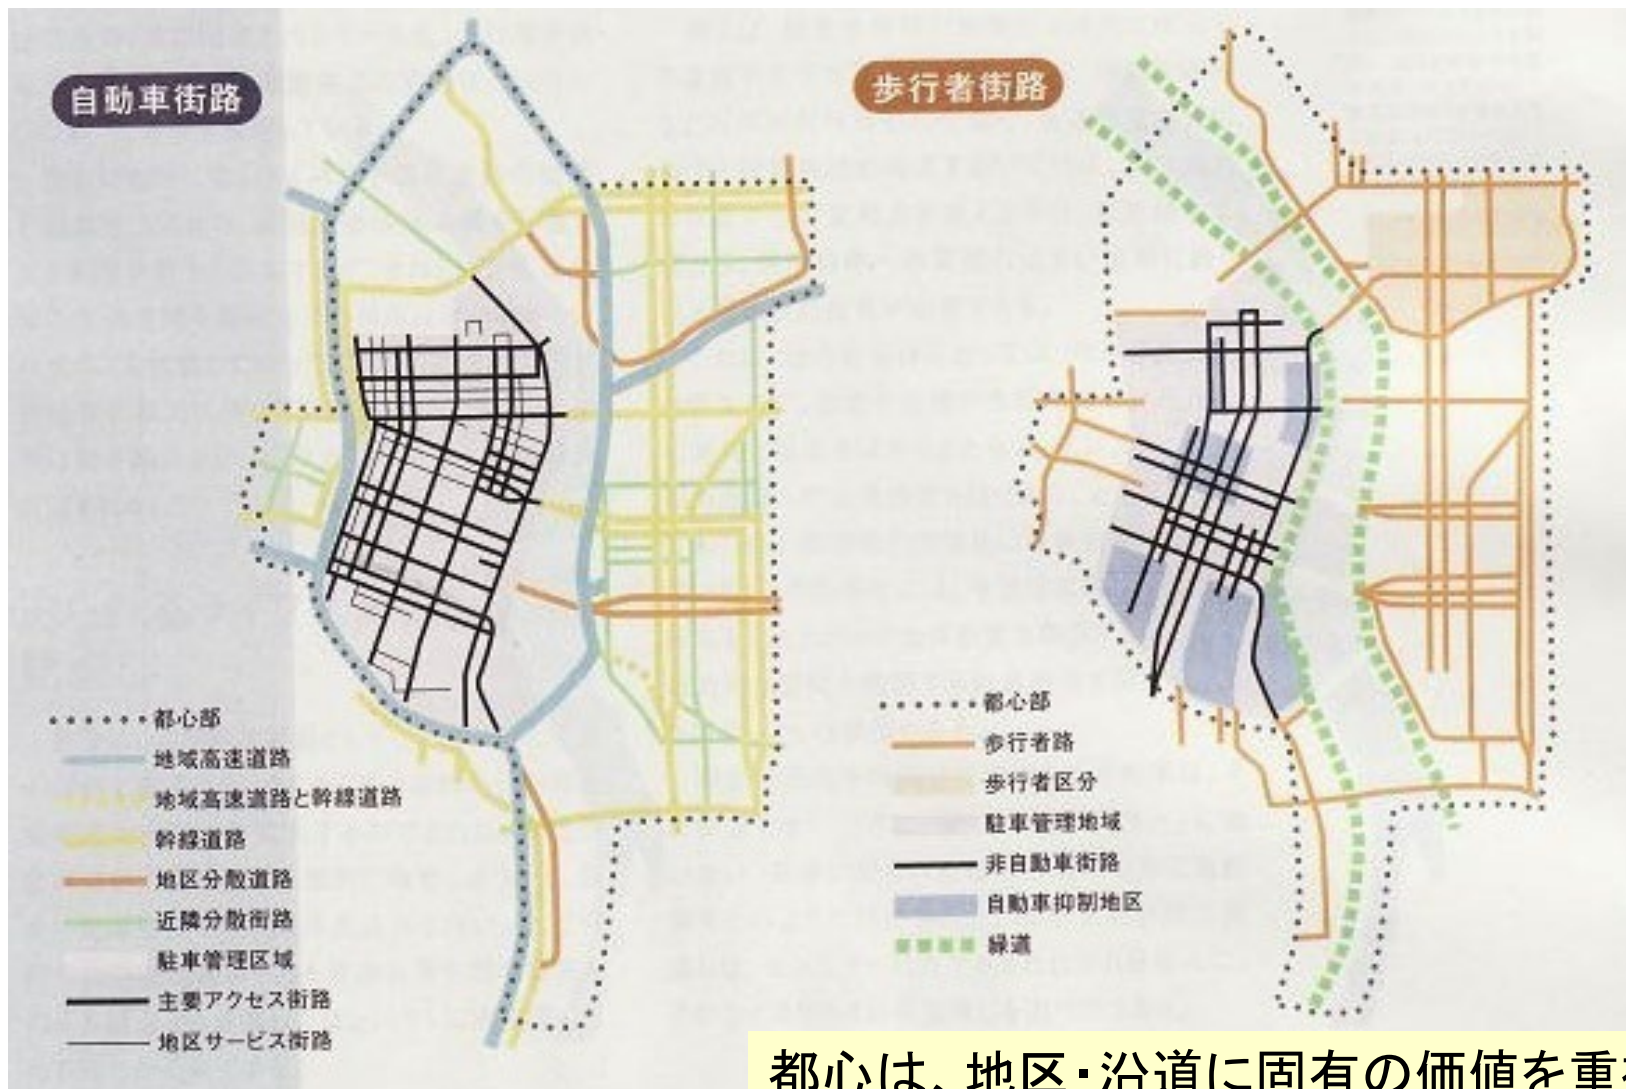 自動車街路
都心部
地域高速道路
地域高速道路と幹線道路
幹線道路
地区分散道路
近隣分散街路
駐車管理区域
主要アクセス街路
地区サービス街路
歩行者街路
都心部
歩行者路
歩行者区分
駐車管理地域
非自動車街路
自動車抑制地区
緑道
都心は、地区・沿道に固有の価値を重